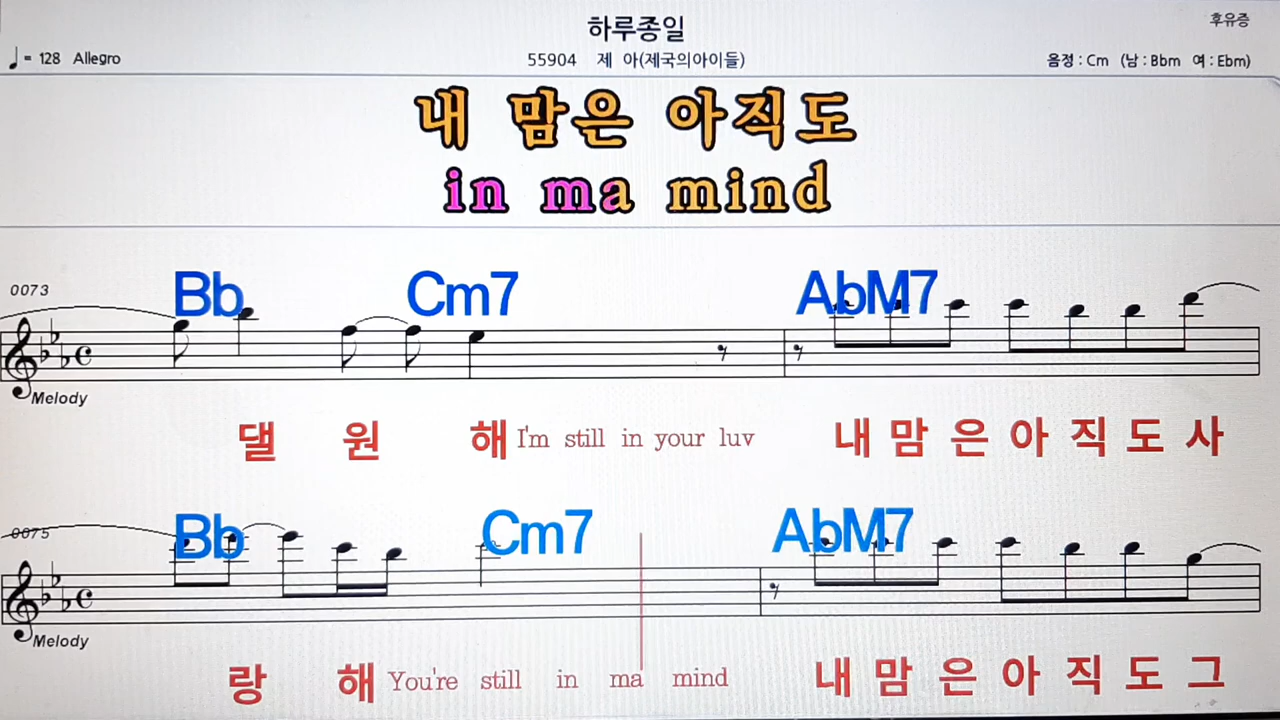 하루종일
후유증
♩= 128 Allegro
55904 제 아(제국의아이들)
음정 : Cm (남 : Bbm 여 : Ebm)
내 맘은 아직도
in ma mind
0073
Bb Cm7 AbM7
Melody
댈 원 해 I'm still in your luv 내 맘 은 아 직 도 사
0075
Bb Cm7 AbM7
Melody
랑 해 You're still in ma mind 내 맘 은 아 직 도 그